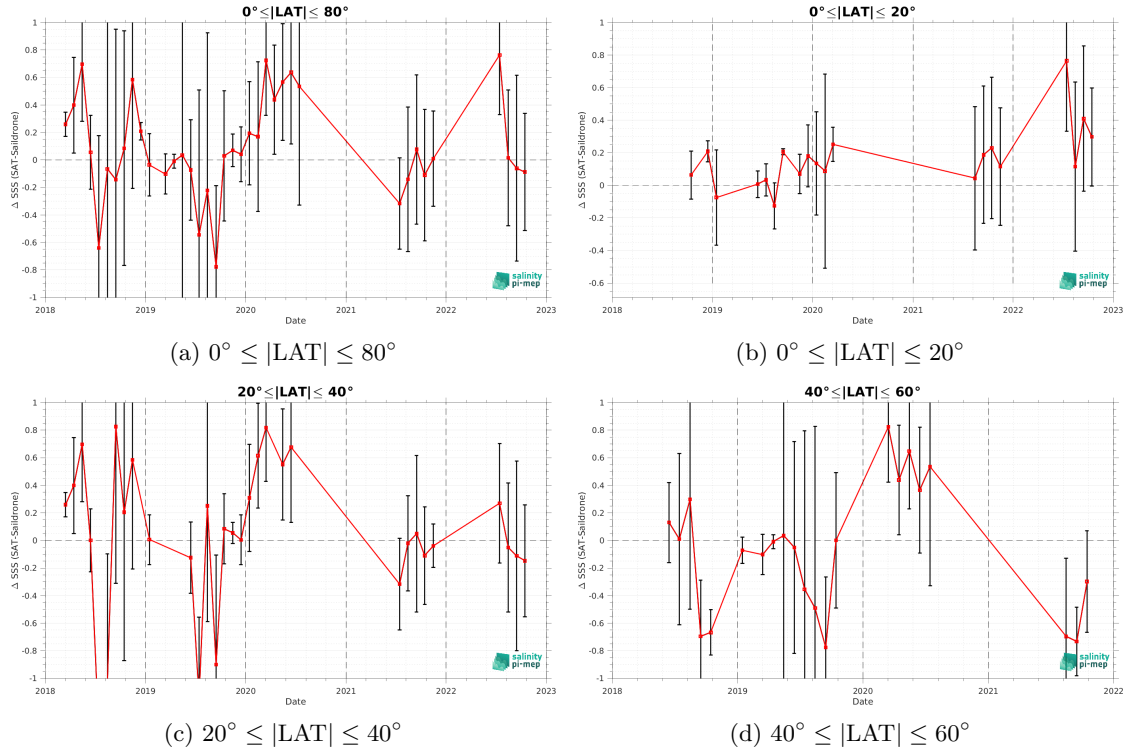 0°≤|LAT|≤ 80°
1
0.8
0.6
0.4
0.2
0
-0.2
-0.4
-0.6
-0.8
-1
Δ SSS (SAT-Saildrone)
2018
2019
2020
2021
2022
2023
Date
salinity
pi-mep
(a) 0° ≤ |LAT| ≤ 80°
0°≤|LAT|≤ 20°
1
0.8
0.6
0.4
0.2
0
-0.2
-0.4
-0.6
Δ SSS (SAT-Saildrone)
2018
2019
2020
2021
2022
2023
Date
salinity
pi-mep
(b) 0° ≤ |LAT| ≤ 20°
20°≤|LAT|≤ 40°
1
0.8
0.6
0.4
0.2
0
-0.2
-0.4
-0.6
-0.8
-1
Δ SSS (SAT-Saildrone)
2018
2019
2020
2021
2022
2023
Date
salinity
pi-mep
(c) 20° ≤ |LAT| ≤ 40°
40°≤|LAT|≤ 60°
1
0.8
0.6
0.4
0.2
0
-0.2
-0.4
-0.6
-0.8
-1
Δ SSS (SAT-Saildrone)
2018
2019
2020
2021
2022
Date
salinity
pi-mep
(d) 40° ≤ |LAT| ≤ 60°